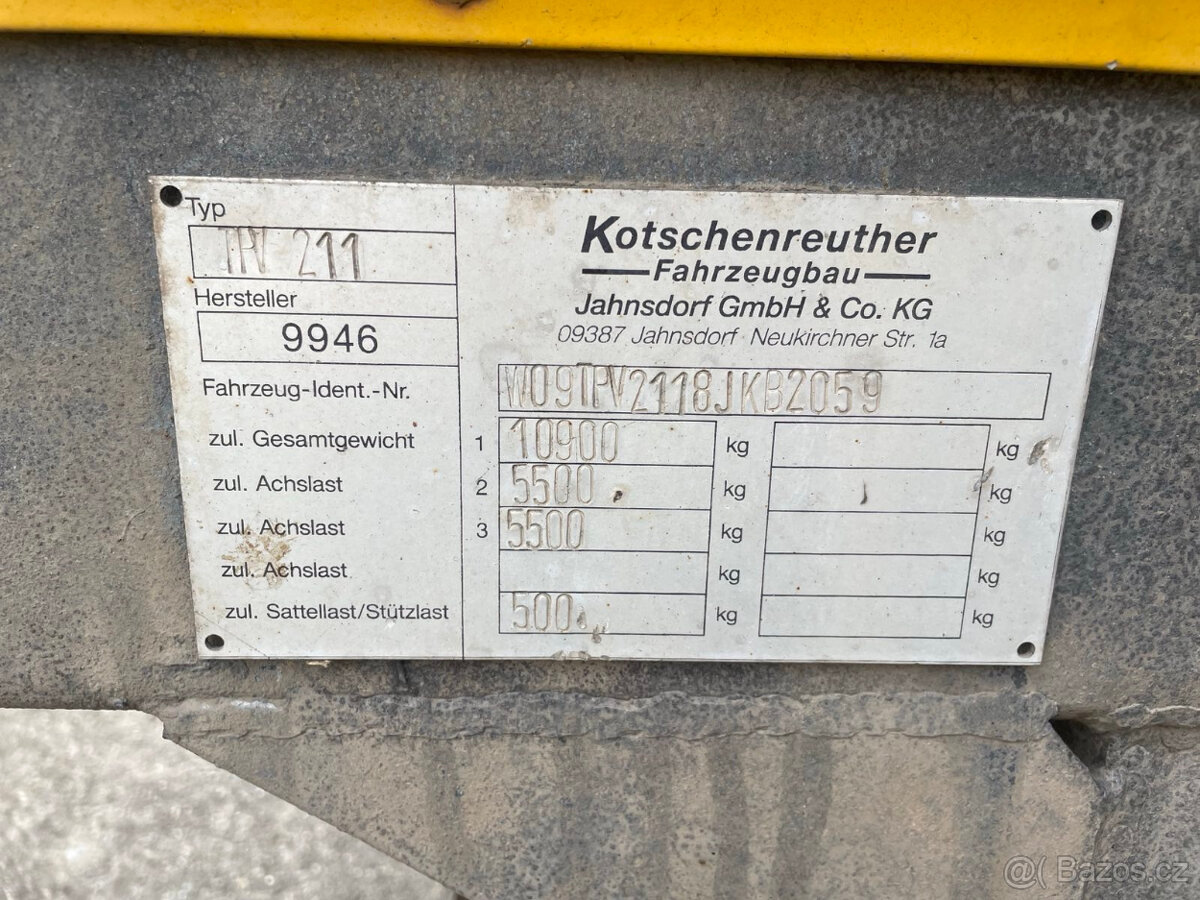 Typ
TPV 211
Hersteller
9946
Kotschenreuther
Fahrzeugbau
Jahnsdorf GmbH & Co. KG
09387 Jahnsdorf Neukirchner Str. 1a
Fahrzeug-Ident.-Nr. W09TPV2118JKB2059
zul. Gesamtgewicht 1 10900 kg kg
zul. Achslast 2 5500 kg kg
zul. Achslast 3 5500 kg kg
zul. Achslast kg kg
zul. Sattellast/Stützlast 500 kg kg
@( Bazos.cz